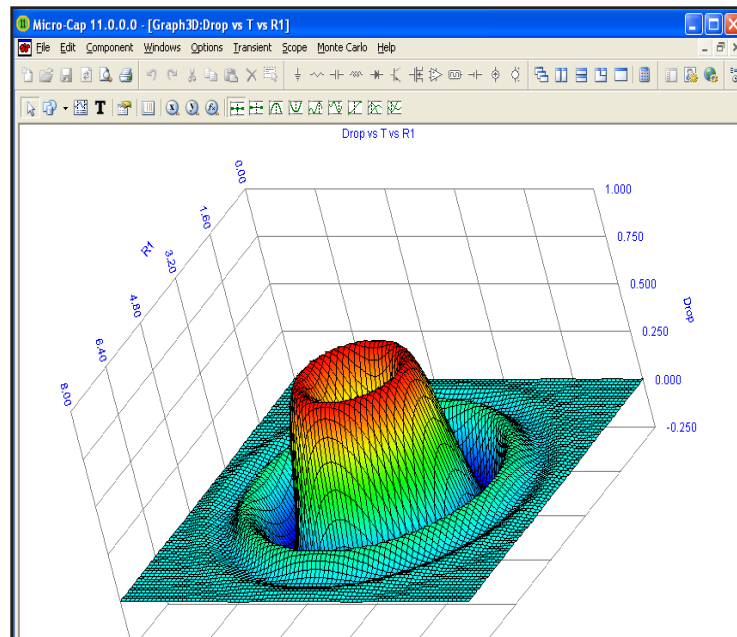 Micro-Cap 11.0.0.0 - [Graph3D:Drop vs T vs R1]
File Edit Component Windows Options Transient Scope Monte Carlo Help
T
Drop vs T vs R1
0.00
1.60
R1
3.20
4.80
6.40
8.00
1.000
0.750
0.500
Drop
0.250
0.000
-0.250